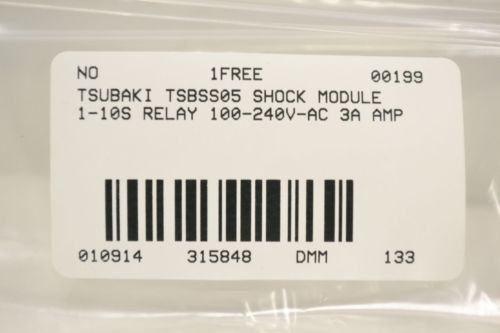 NO 1FREE 00199
TSUBAKI TSBSS05 SHOCK MODULE
1-10S RELAY 100-240V-AC 3A AMP
010914 315848 DMM 133